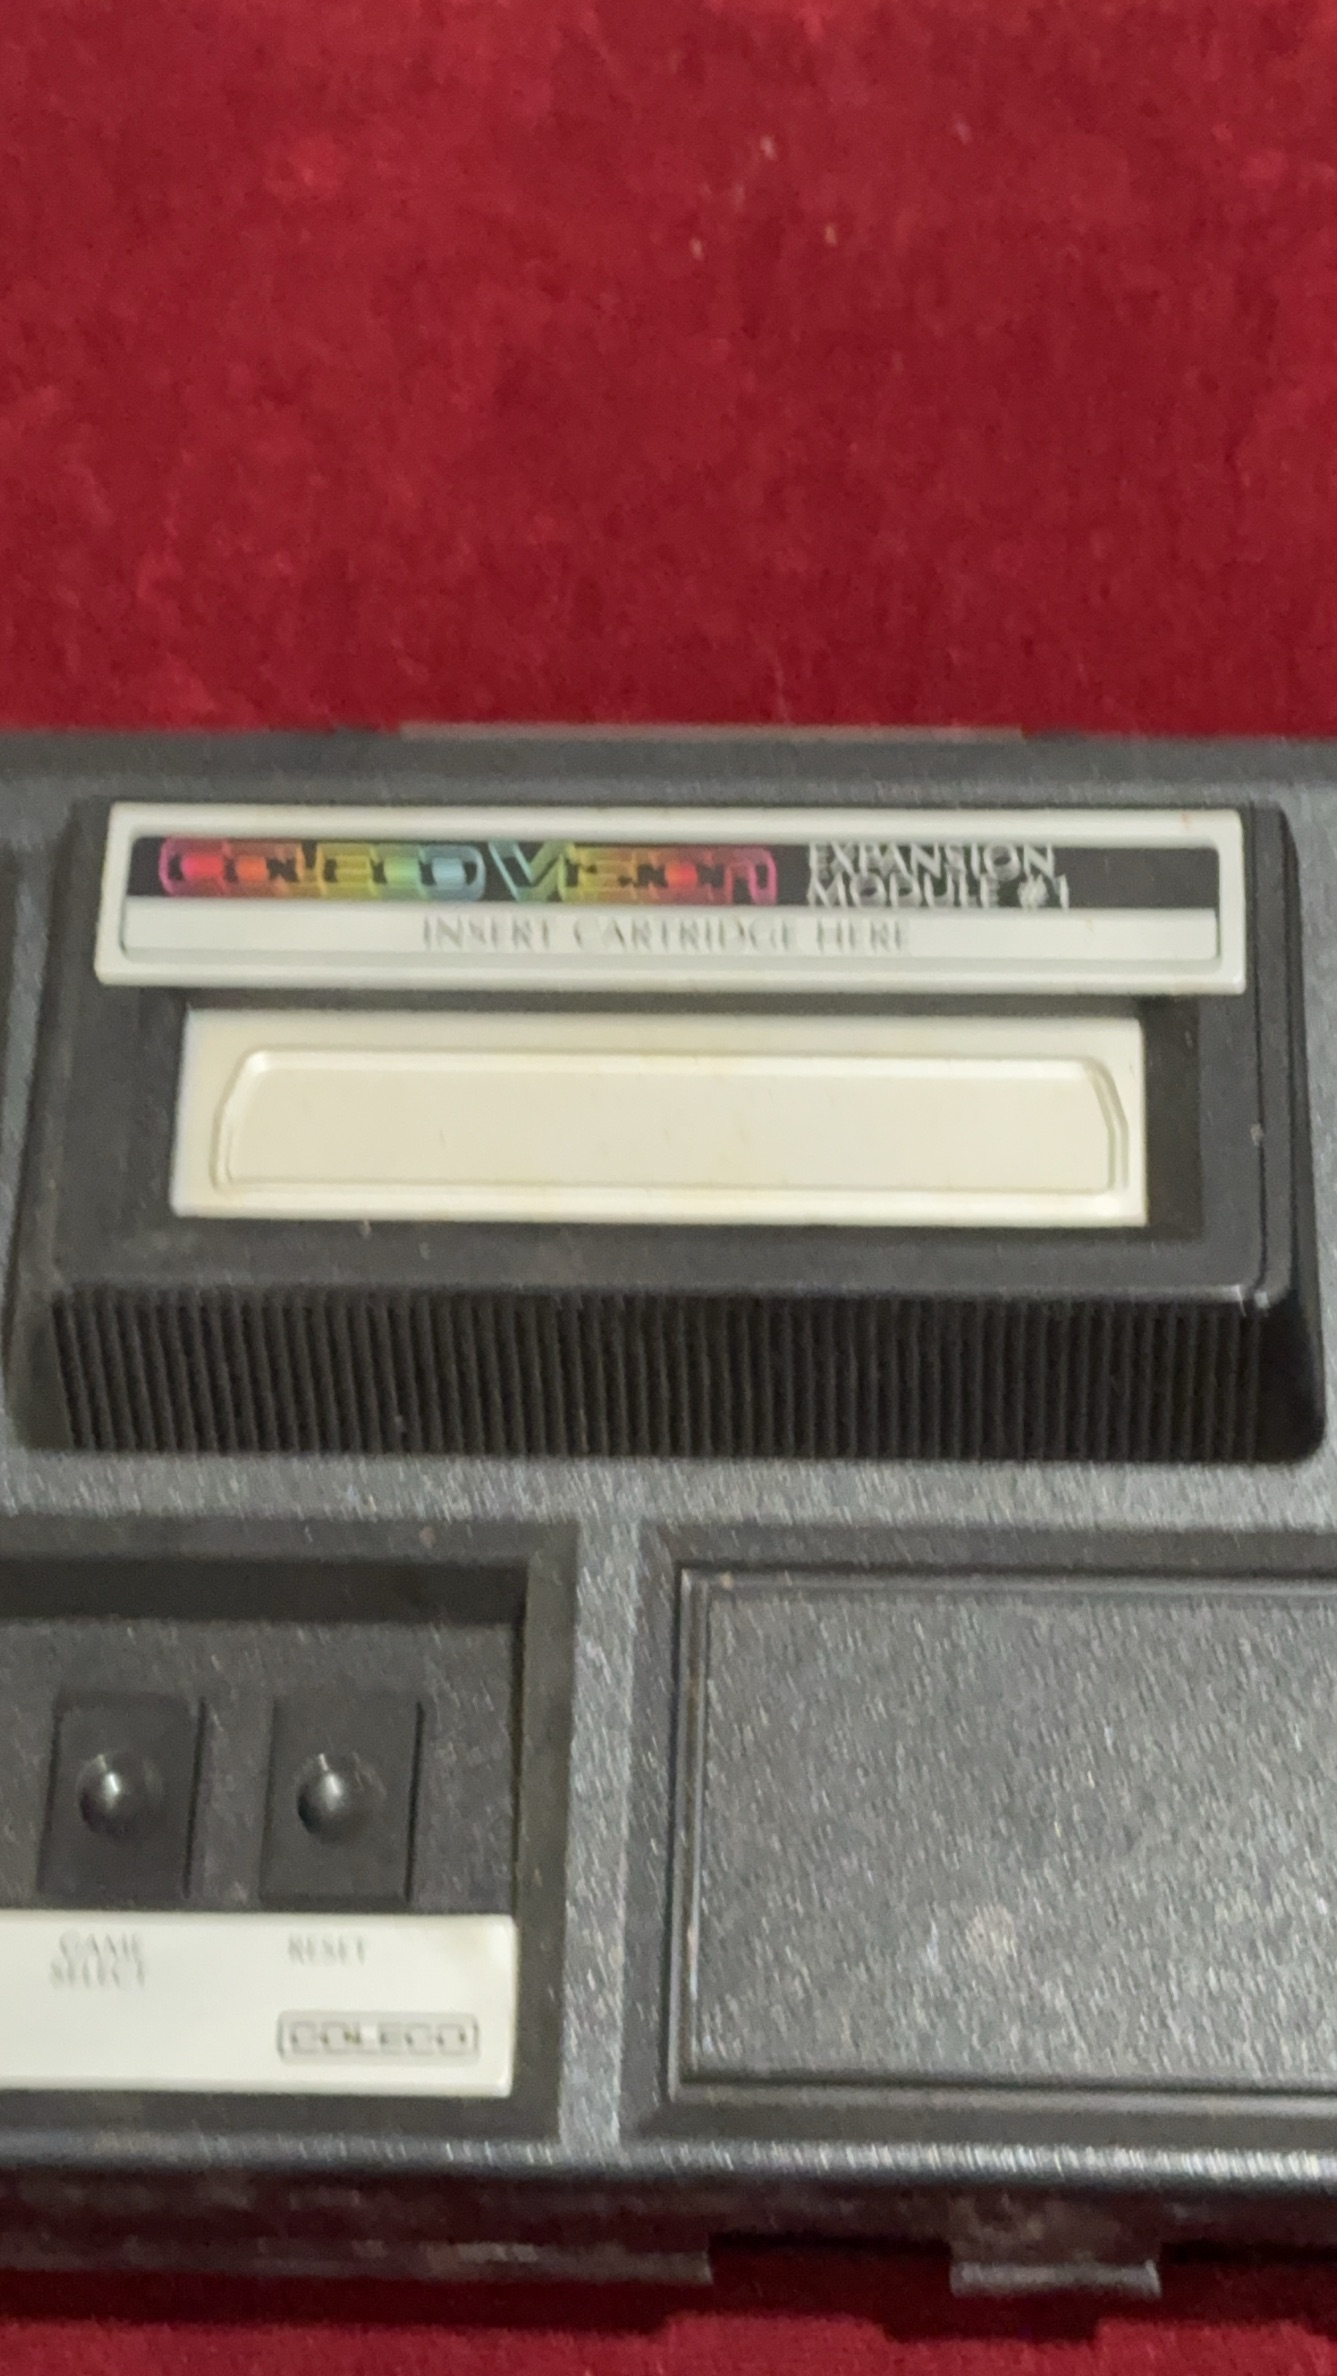 COLECOVISION EXPANSION
MODULE #1
INSERT CARTRIDGE HERE
GAME
SELECT
RESET
COLECO